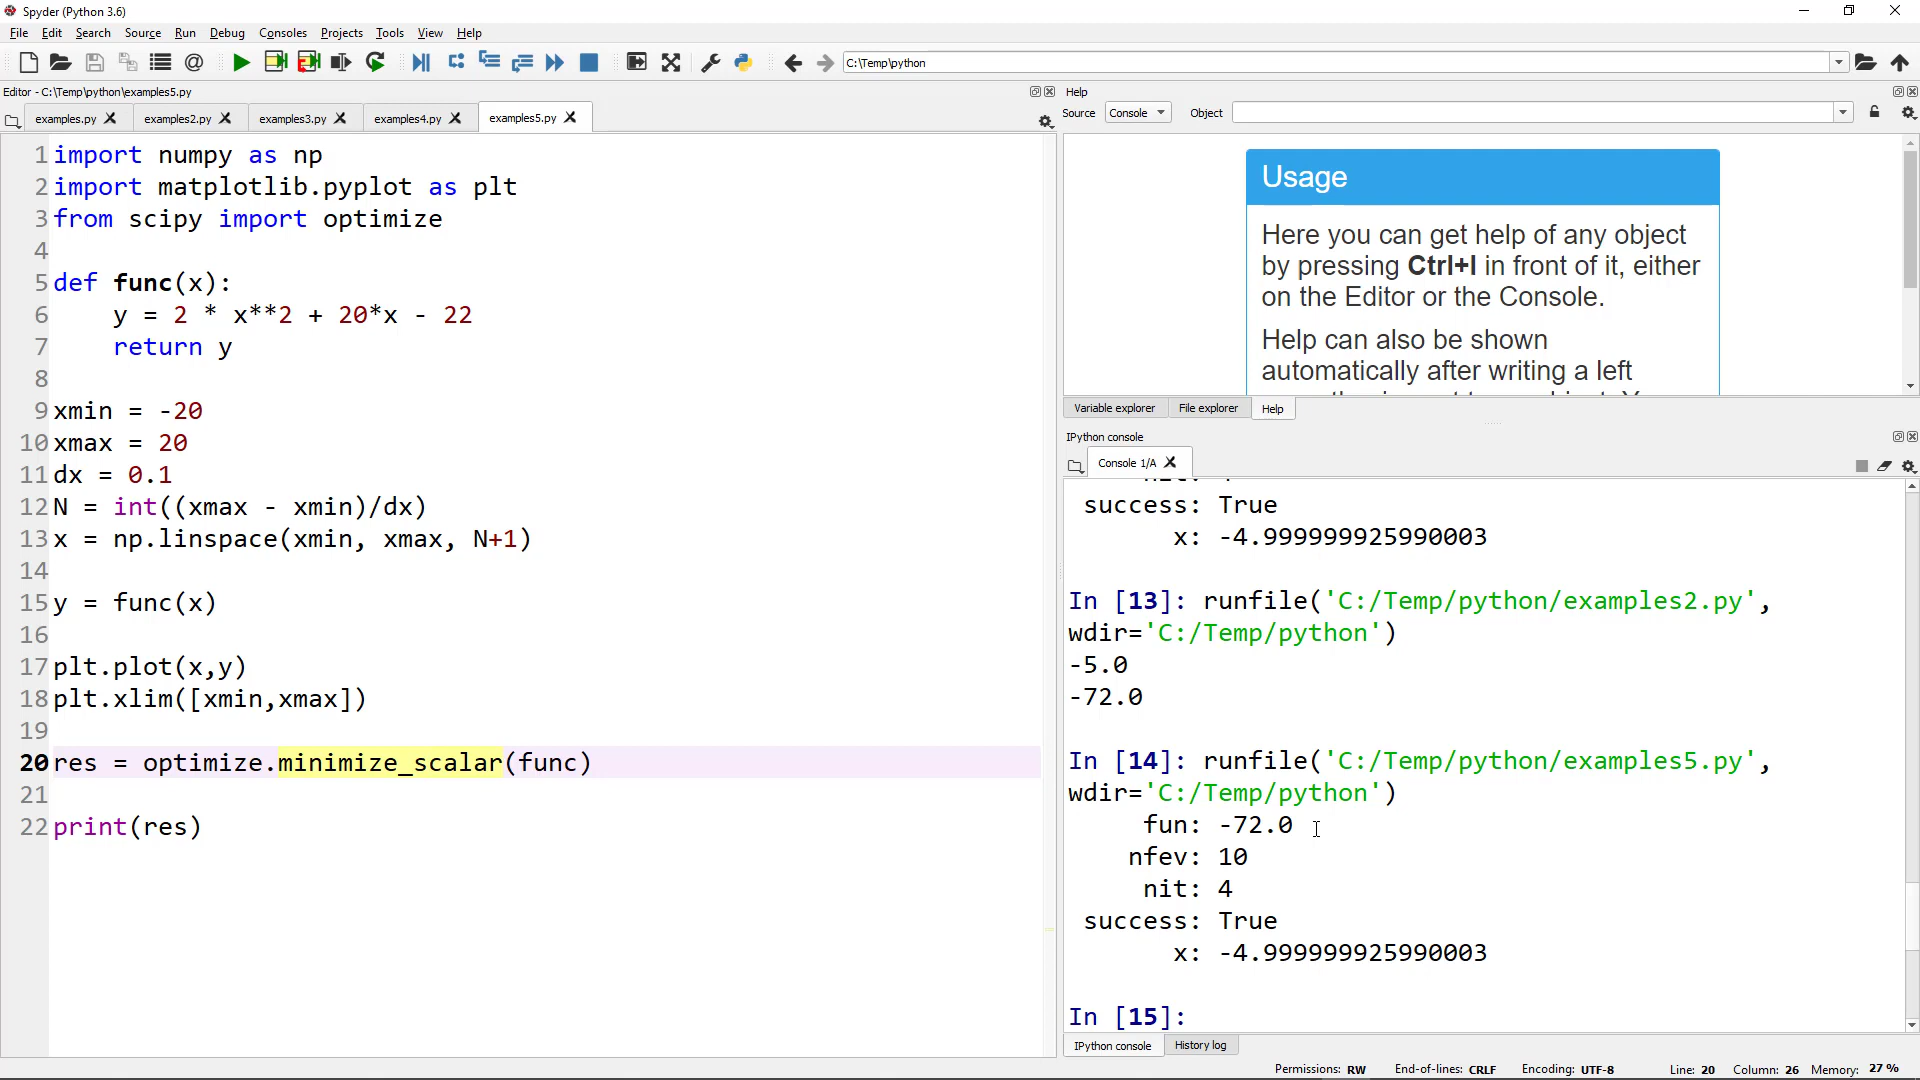 Spyder (Python 3.6)
File Edit Search Source Run Debug Consoles Projects Tools View Help
C:\Temp\python
Editor - C:\Temp\python\examples5.py
examples.py examples2.py examples3.py examples4.py examples5.py
1 import numpy as np
2 import matplotlib.pyplot as plt
3 from scipy import optimize
4
5 def func(x):
6 y = 2 * x**2 + 20*x - 22
7 return y
8
9 xmin = -20
10 xmax = 20
11 dx = 0.1
12 N = int((xmax - xmin)/dx)
13 x = np.linspace(xmin, xmax, N+1)
14
15 y = func(x)
16
17 plt.plot(x,y)
18 plt.xlim([xmin,xmax])
19
20 res = optimize.minimize_scalar(func)
21
22 print(res)
Help
Source Console Object
Usage
Here you can get help of any object
by pressing Ctrl+I in front of it, either
on the Editor or the Console.
Help can also be shown
automatically after writing a left
Variable explorer File explorer Help
IPython console
Console 1/A
success: True
x: -4.999999925990003
In [13]: runfile('C:/Temp/python/examples2.py',
wdir='C:/Temp/python')
-5.0
-72.0
In [14]: runfile('C:/Temp/python/examples5.py',
wdir='C:/Temp/python')
fun: -72.0
nfev: 10
nit: 4
success: True
x: -4.999999925990003
In [15]:
IPython console History log
Permissions: RW End-of-lines: CRLF Encoding: UTF-8 Line: 20 Column: 26 Memory: 27 %